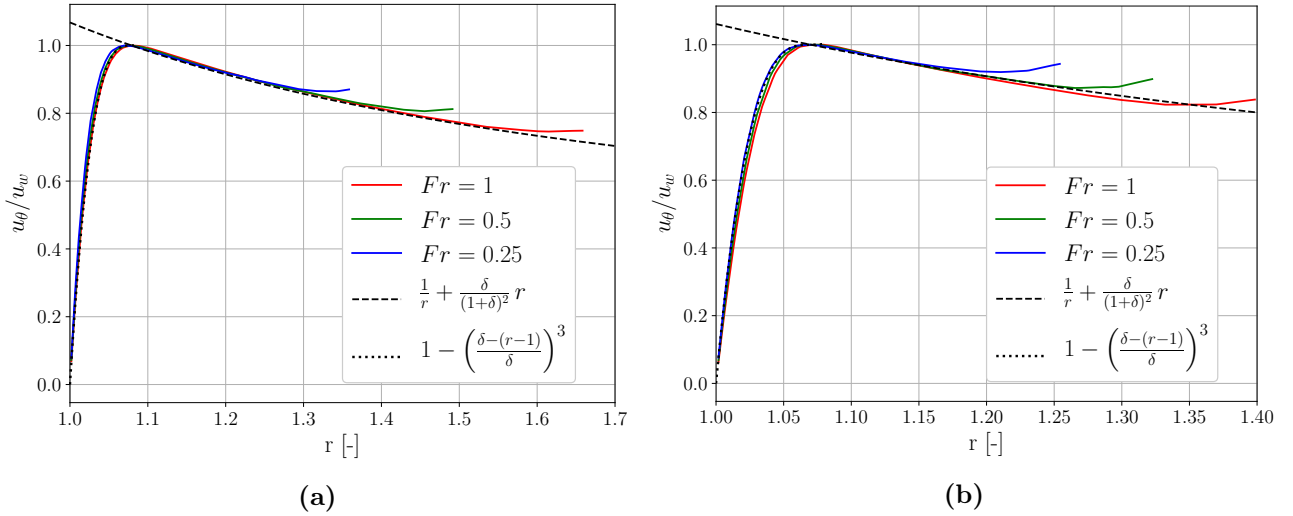 u_θ/u_w
1.0
0.8
0.6
0.4
0.2
0.0
Fr = 1
Fr = 0.5
Fr = 0.25
1/r + δ/(1+δ)² r
1 − ((δ−(r−1))/δ)³
1.0 1.1 1.2 1.3 1.4 1.5 1.6 1.7
r [-]
(a)
u_θ/u_w
1.0
0.8
0.6
0.4
0.2
0.0
Fr = 1
Fr = 0.5
Fr = 0.25
1/r + δ/(1+δ)² r
1 − ((δ−(r−1))/δ)³
1.00 1.05 1.10 1.15 1.20 1.25 1.30 1.35 1.40
r [-]
(b)